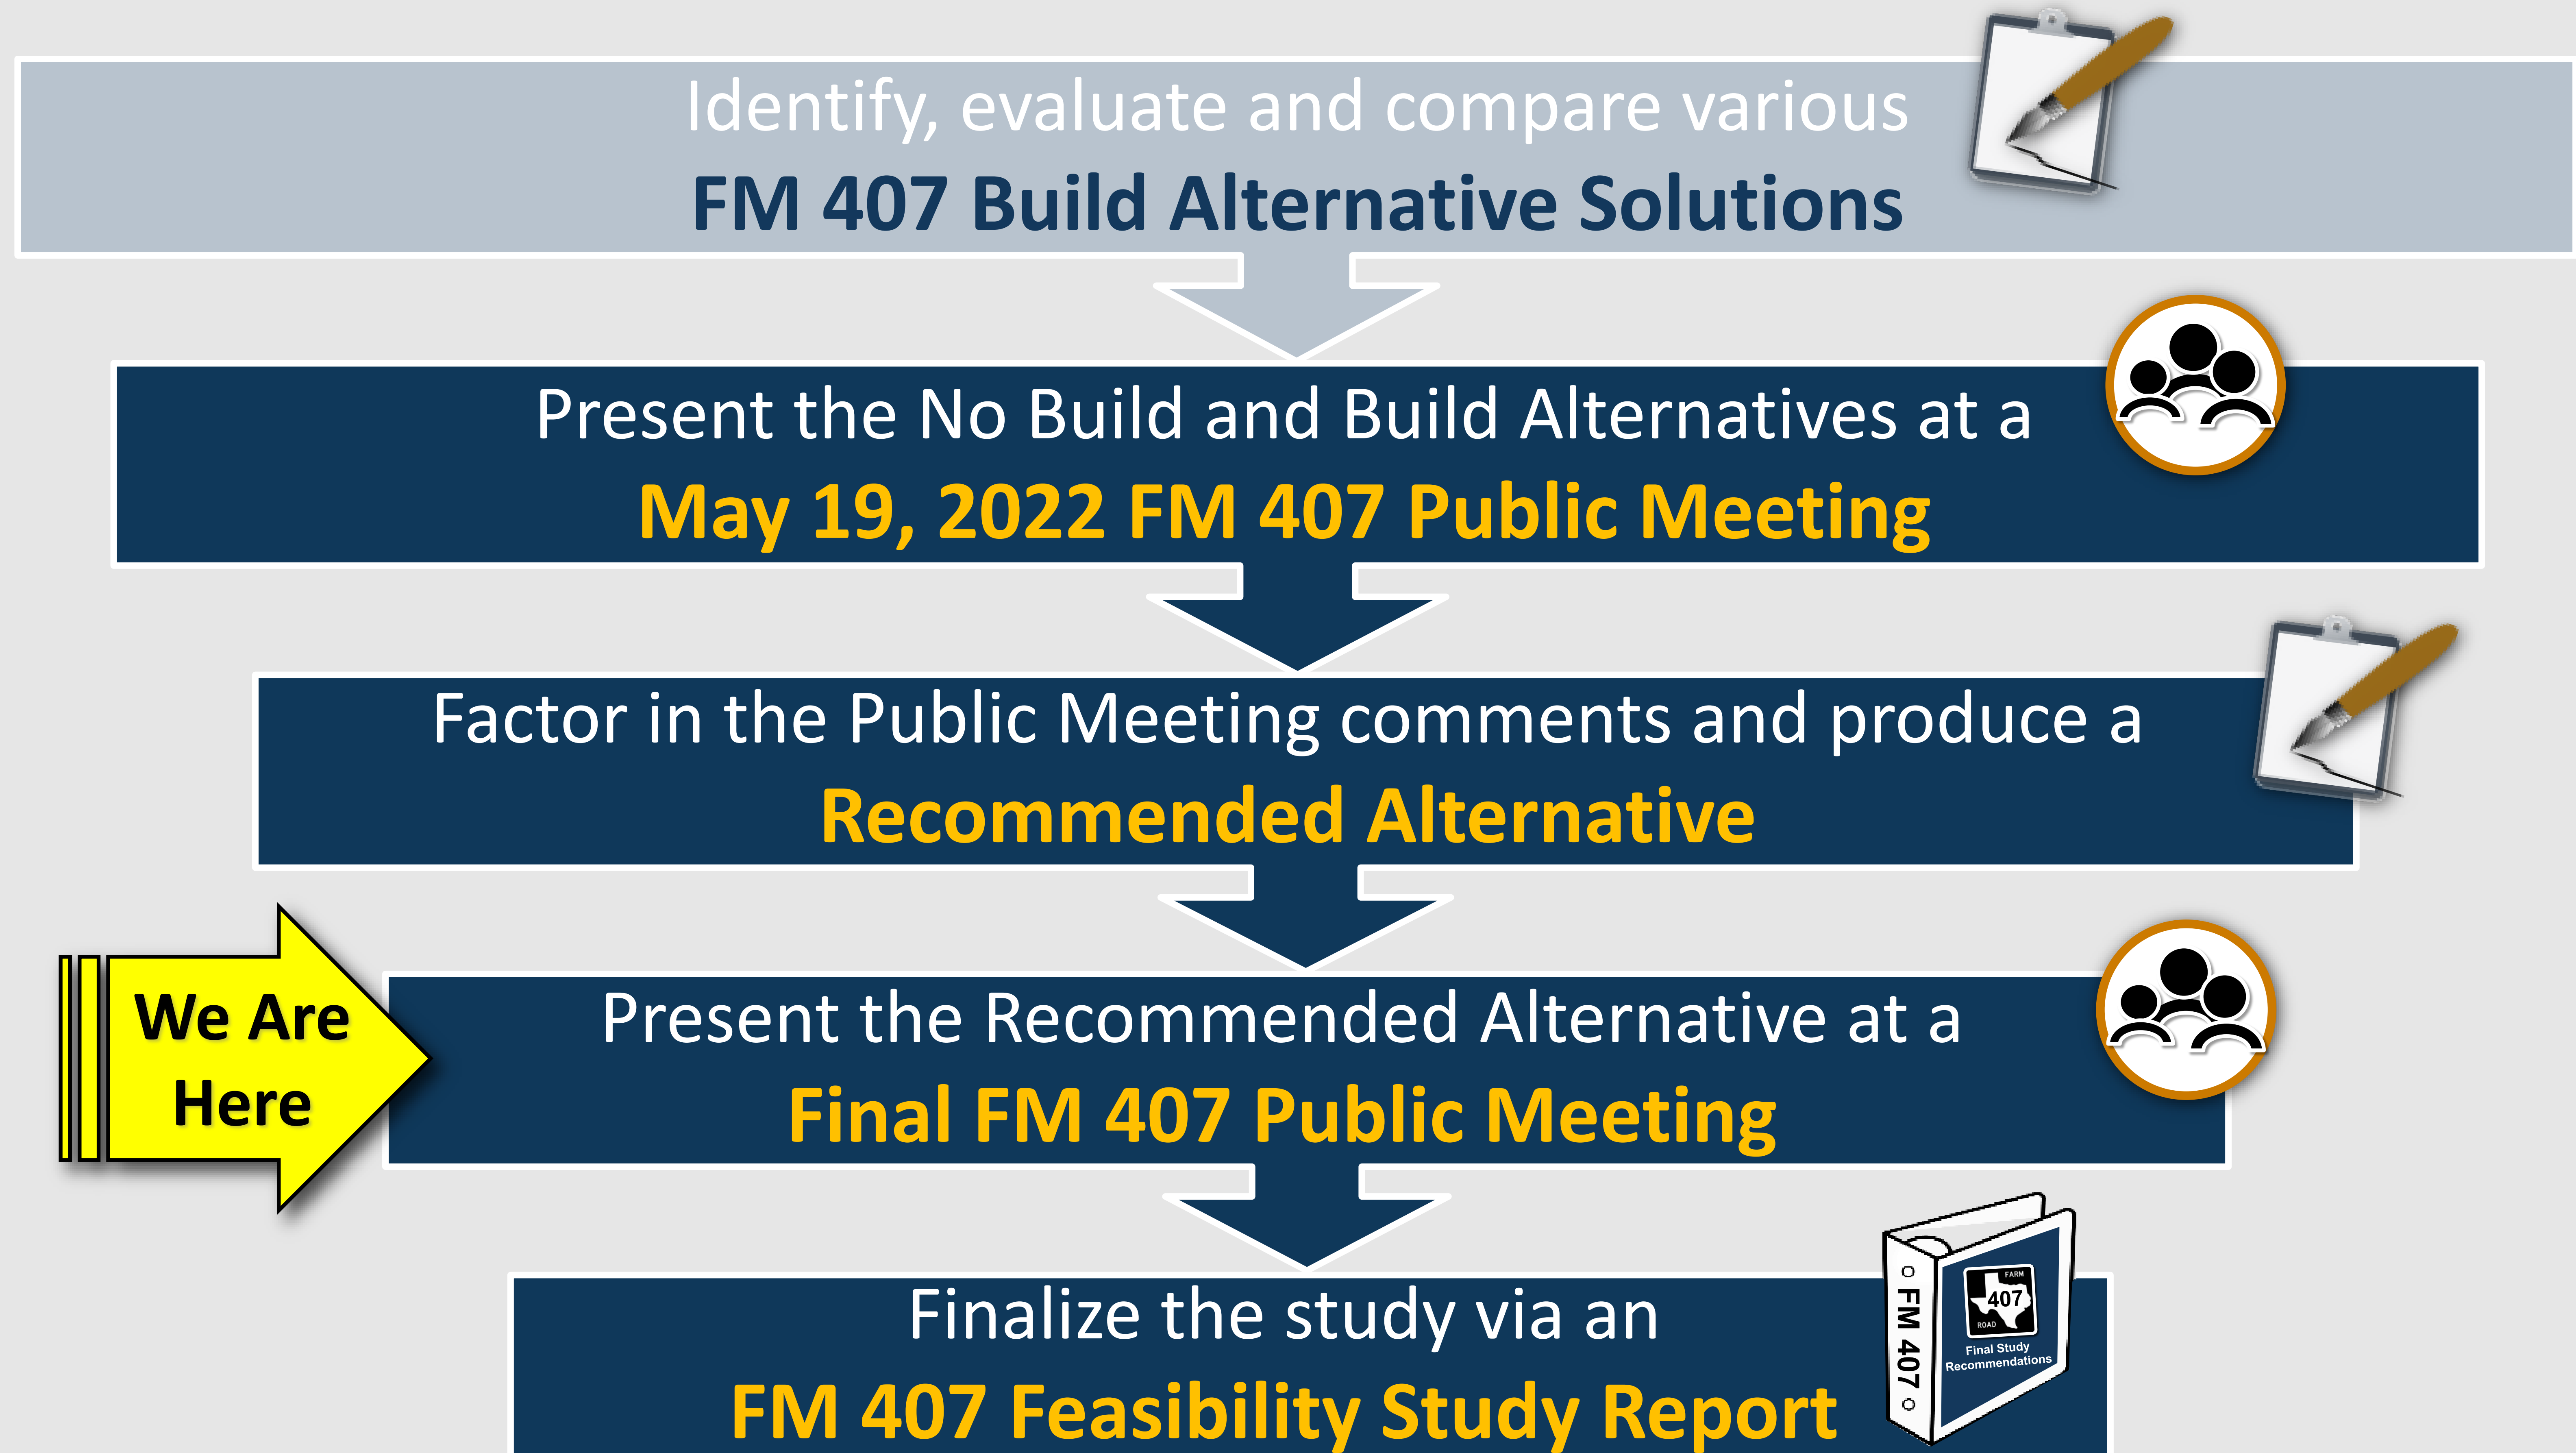 Identify, evaluate and compare various
FM 407 Build Alternative Solutions
Present the No Build and Build Alternatives at a
May 19, 2022 FM 407 Public Meeting
Factor in the Public Meeting comments and produce a
Recommended Alternative
We Are
Here
Present the Recommended Alternative at a
Final FM 407 Public Meeting
Finalize the study via an
FM 407 Feasibility Study Report
FM 407
FARM
407
ROAD
Final Study
Recommendations